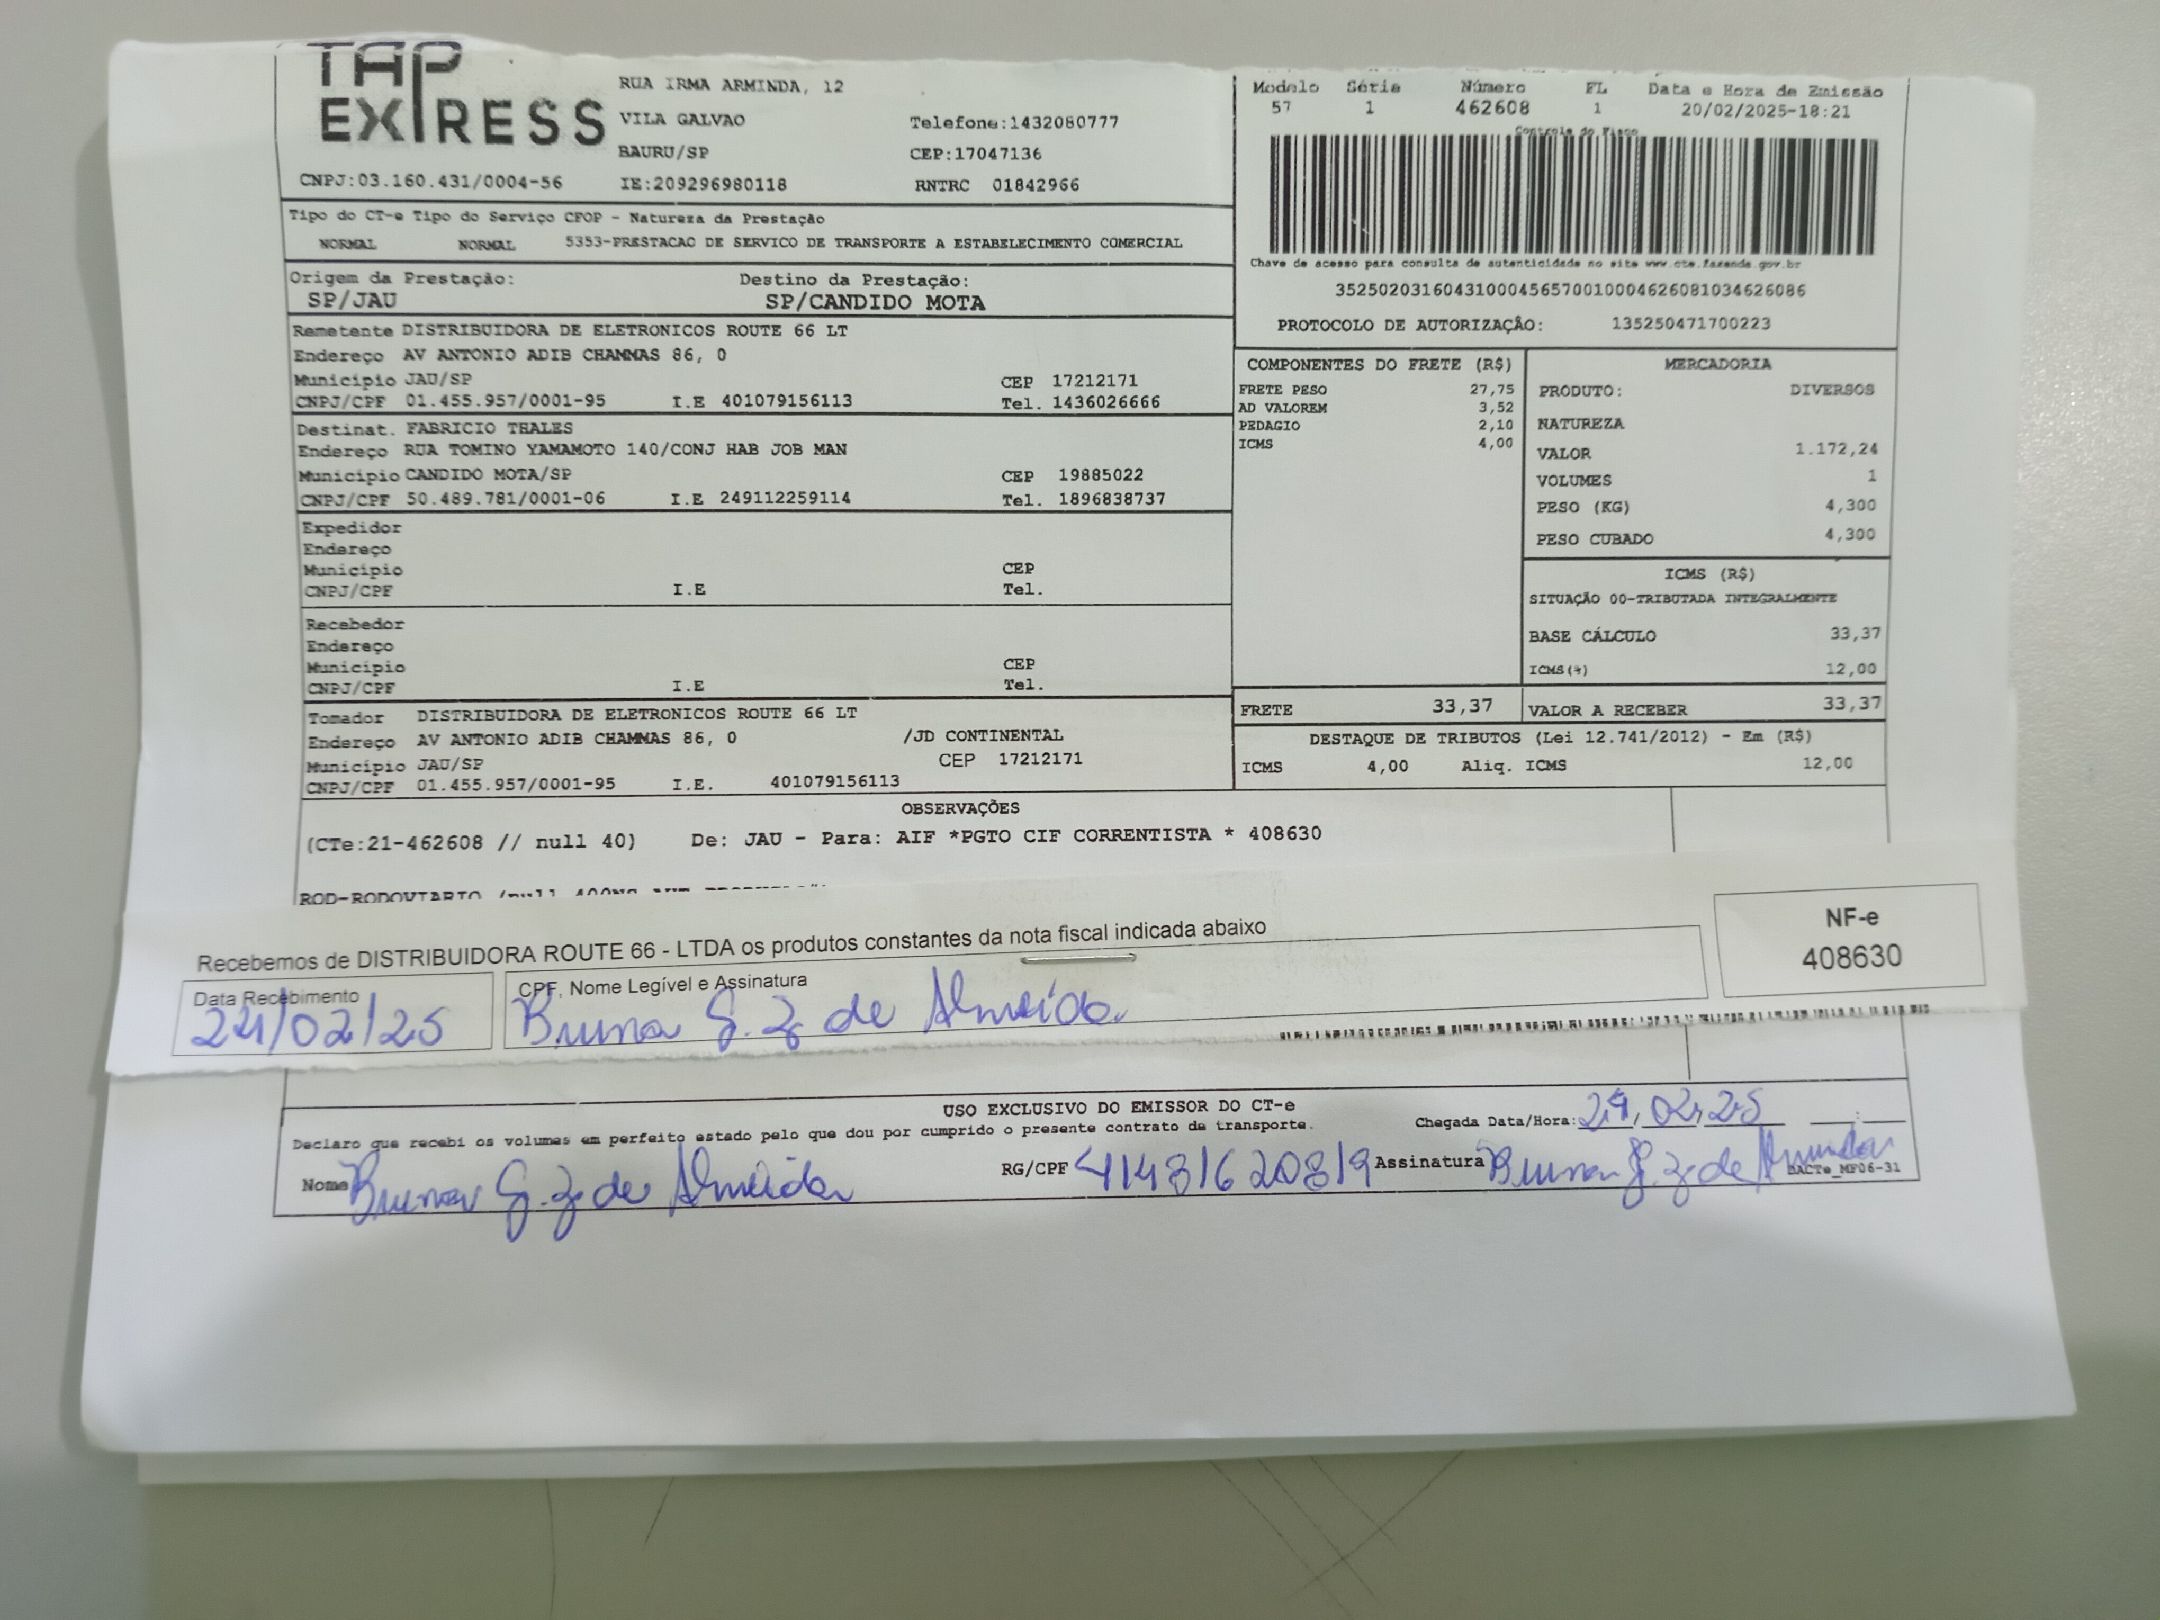 TAP
EXPRESS
RUA IRMA ARMINDA, 12
VILA GALVAO Telefone:1432080777
BAURU/SP CEP:17047136
CNPJ:03.160.431/0004-56 IE:209296980118 RNTRC 01842966
Modelo Série Número FL Data e Hora de Emissão
57 1 462608 1 20/02/2025-18:21
Controle do Fisco
Chave de acesso para consulta de autenticidade no site www.cte.fazenda.gov.br
35250203160431000456570010004626081034626086
PROTOCOLO DE AUTORIZAÇÃO: 135250471700223
Tipo do CT-e Tipo do Serviço CFOP - Natureza da Prestação
NORMAL NORMAL 5353-PRESTACAO DE SERVICO DE TRANSPORTE A ESTABELECIMENTO COMERCIAL
Origem da Prestação: Destino da Prestação:
SP/JAU SP/CANDIDO MOTA
Remetente DISTRIBUIDORA DE ELETRONICOS ROUTE 66 LT
Endereço AV ANTONIO ADIB CHAMMAS 86, 0
Município JAU/SP CEP 17212171
CNPJ/CPF 01.455.957/0001-95 I.E 401079156113 Tel. 1436026666
Destinat. FABRICIO THALES
Endereço RUA TOMINO YAMAMOTO 140/CONJ HAB JOB MAN
Município CANDIDO MOTA/SP CEP 19885022
CNPJ/CPF 50.489.781/0001-06 I.E 249112259114 Tel. 1896838737
Expedidor
Endereço
Município CEP
CNPJ/CPF I.E Tel.
Recebedor
Endereço
Município CEP
CNPJ/CPF I.E Tel.
Tomador DISTRIBUIDORA DE ELETRONICOS ROUTE 66 LT
Endereço AV ANTONIO ADIB CHAMMAS 86, 0 /JD CONTINENTAL
Município JAU/SP CEP 17212171
CNPJ/CPF 01.455.957/0001-95 I.E. 401079156113
COMPONENTES DO FRETE (R$)
FRETE PESO 27,75
AD VALOREM 3,52
PEDAGIO 2,10
ICMS 4,00
MERCADORIA
PRODUTO: DIVERSOS
NATUREZA
VALOR 1.172,24
VOLUMES 1
PESO (KG) 4,300
PESO CUBADO 4,300
ICMS (R$)
SITUAÇÃO 00-TRIBUTADA INTEGRALMENTE
BASE CÁLCULO 33,37
ICMS(%) 12,00
FRETE 33,37 VALOR A RECEBER 33,37
DESTAQUE DE TRIBUTOS (Lei 12.741/2012) - Em (R$)
ICMS 4,00 Aliq. ICMS 12,00
OBSERVAÇÕES
(CTe:21-462608 // null 40) De: JAU - Para: AIF *PGTO CIF CORRENTISTA * 408630
ROD-RODOVIARIO
Recebemos de DISTRIBUIDORA ROUTE 66 - LTDA os produtos constantes da nota fiscal indicada abaixo
NF-e
408630
Data Recebimento CPF, Nome Legível e Assinatura
24/02/25 Bruna G. Z. de Almeida
USO EXCLUSIVO DO EMISSOR DO CT-e
Declaro que recebi os volumes em perfeito estado pelo que dou por cumprido o presente contrato de transporte. Chegada Data/Hora: 24, 02, 25 :
Nome Bruna G. Z. de Almeida RG/CPF Assinatura Bruna G. Z. de Almeida
DACTe_MF06-31